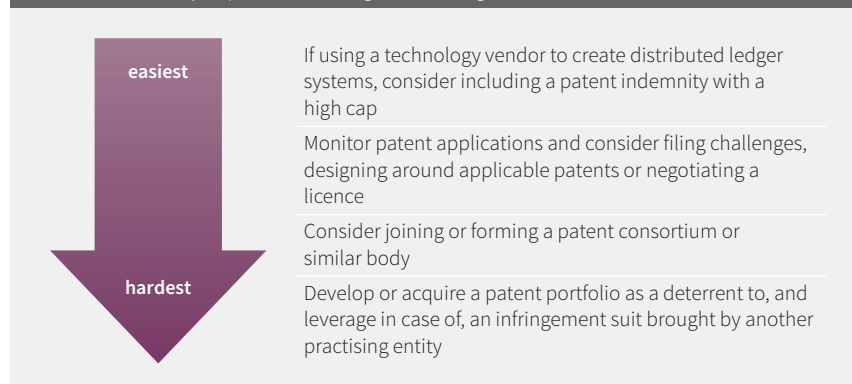 easiest
If using a technology vendor to create distributed ledger
systems, consider including a patent indemnity with a
high cap
Monitor patent applications and consider filing challenges,
designing around applicable patents or negotiating a
licence
Consider joining or forming a patent consortium or
similar body
hardest
Develop or acquire a patent portfolio as a deterrent to, and
leverage in case of, an infringement suit brought by another
practising entity